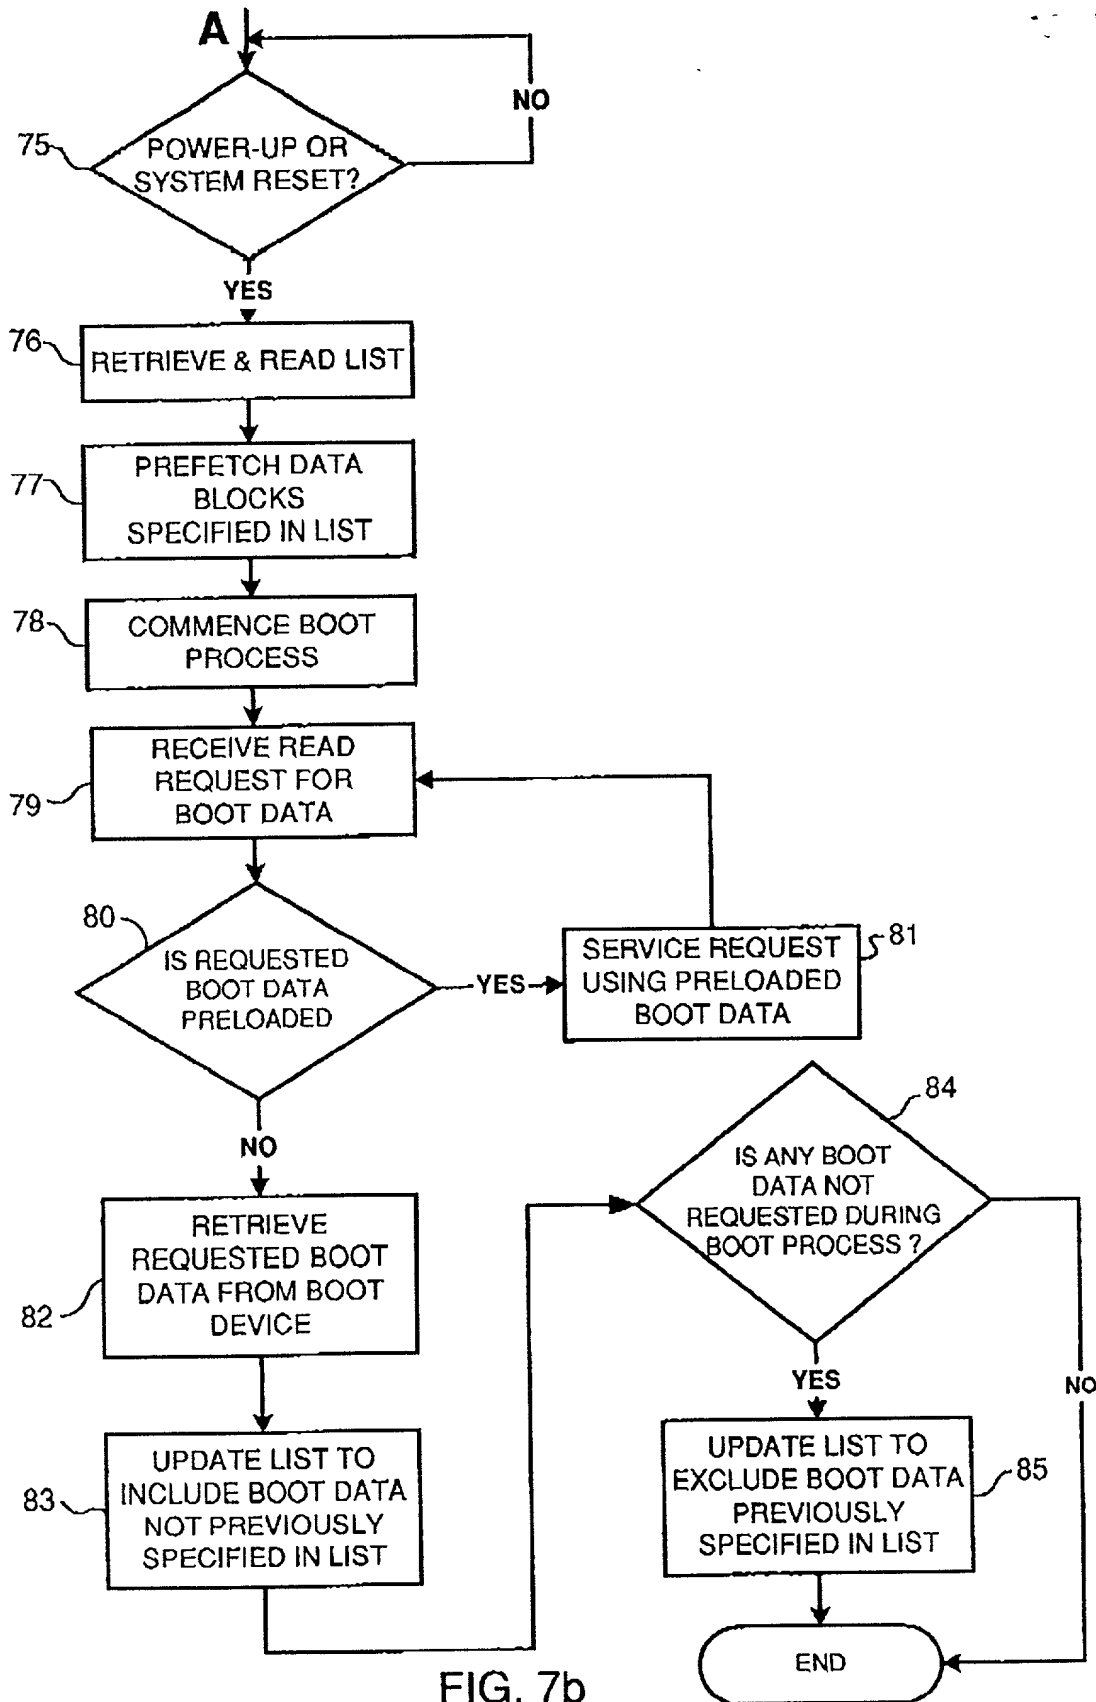 A
NO
75
POWER-UP OR
SYSTEM RESET?
YES
76
RETRIEVE & READ LIST
77
PREFETCH DATA
BLOCKS
SPECIFIED IN LIST
78
COMMENCE BOOT
PROCESS
79
RECEIVE READ
REQUEST FOR
BOOT DATA
80
IS REQUESTED
BOOT DATA
PRELOADED
YES
81
SERVICE REQUEST
USING PRELOADED
BOOT DATA
NO
82
RETRIEVE
REQUESTED BOOT
DATA FROM BOOT
DEVICE
83
UPDATE LIST TO
INCLUDE BOOT DATA
NOT PREVIOUSLY
SPECIFIED IN LIST
84
IS ANY BOOT
DATA NOT
REQUESTED DURING
BOOT PROCESS ?
YES
NO
UPDATE LIST TO
EXCLUDE BOOT DATA
PREVIOUSLY
SPECIFIED IN LIST
85
END
FIG. 7b